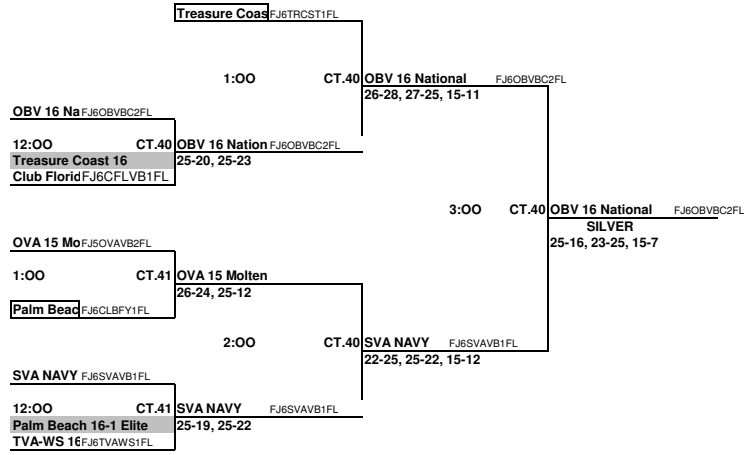 Treasure Coas FJ6TRCST1FL
1:OO CT.40 OBV 16 National FJ6OBVBC2FL
26-28, 27-25, 15-11
OBV 16 Na FJ6OBVBC2FL
12:OO CT.40 OBV 16 Nation FJ6OBVBC2FL
Treasure Coast 16 25-20, 25-23
Club Florid FJ6CFLVB1FL
3:OO CT.40 OBV 16 National FJ6OBVBC2FL
SILVER
OVA 15 Mo FJ5OVAVB2FL 25-16, 23-25, 15-7
1:OO CT.41 OVA 15 Molten
26-24, 25-12
Palm Beac FJ6CLBFY1FL
2:OO CT.40 SVA NAVY FJ6SVAVB1FL
22-25, 25-22, 15-12
SVA NAVY FJ6SVAVB1FL
12:OO CT.41 SVA NAVY FJ6SVAVB1FL
Palm Beach 16-1 Elite 25-19, 25-22
TVA-WS 16 FJ6TVAWS1FL